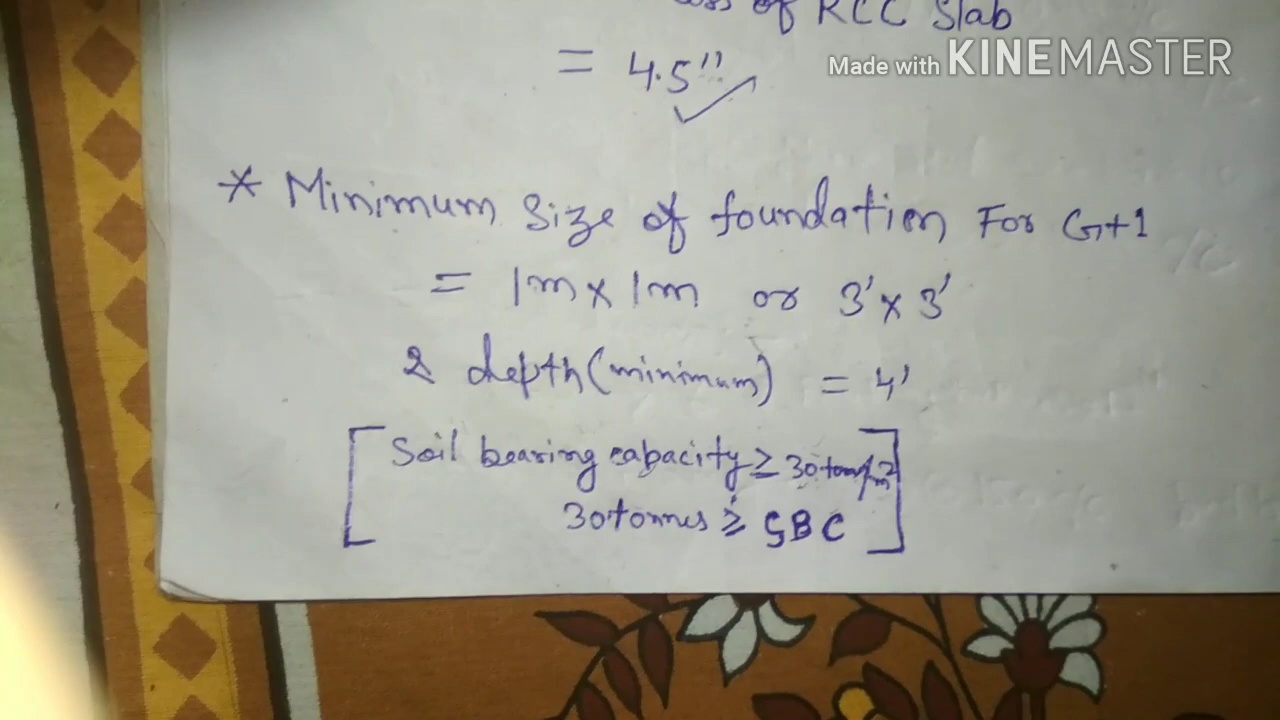 of RCC Slab
= 4.5"
Made with KINEMASTER
* Minimum Size of foundation For G+1
= 1m x 1m or 3' x 3'
& depth (minimum) = 4'
[Soil bearing capacity ≥ 30 tonn/m²
30 tonnes ≥ SBC]